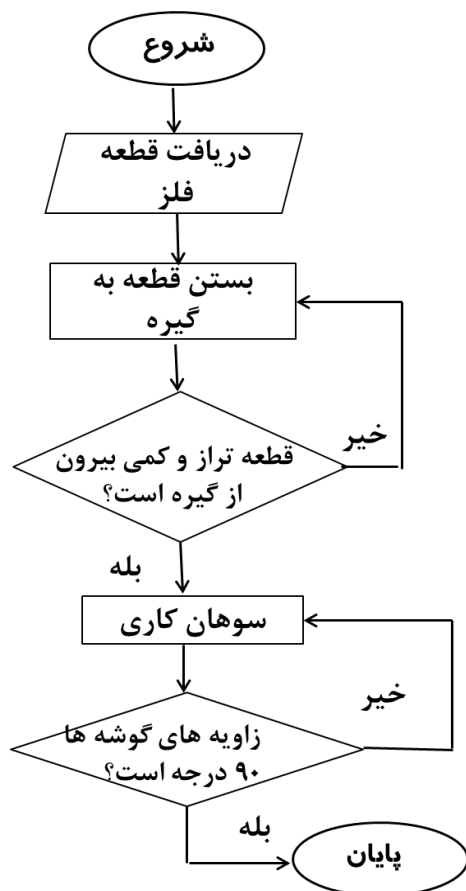 شروع
دریافت قطعه
فلز
بستن قطعه به
گیره
خیر
قطعه تراز و کمی بیرون
از گیره است؟
بله
سوهان کاری
خیر
زاویه های گوشه ها
۹۰ درجه است؟
بله
پایان